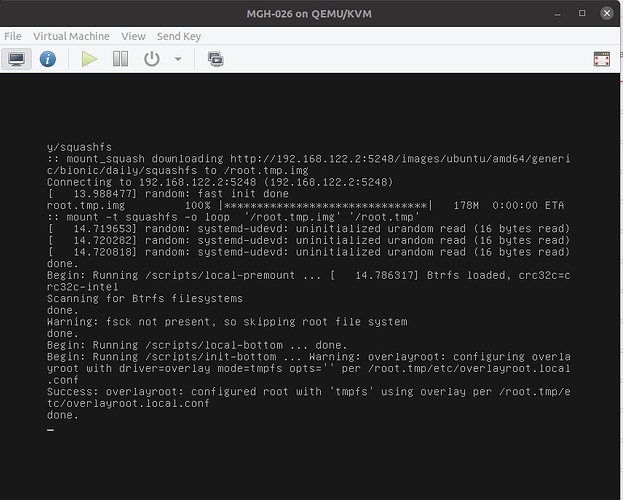 MGH-026 on QEMU/KVM
File Virtual Machine View Send Key
y/squashfs
:: mount_squash downloading http://192.168.122.2:5248/images/ubuntu/amd64/generi
c/bionic/daily/squashfs to /root.tmp.img
Connecting to 192.168.122.2:5248 (192.168.122.2:5248)
[   13.988477] random: fast init done
root.tmp.img         100% |*******************************|   178M  0:00:00 ETA
:: mount -t squashfs -o loop  '/root.tmp.img' '/root.tmp'
[   14.719653] random: systemd-udevd: uninitialized urandom read (16 bytes read)
[   14.720282] random: systemd-udevd: uninitialized urandom read (16 bytes read)
[   14.720818] random: systemd-udevd: uninitialized urandom read (16 bytes read)
done.
Begin: Running /scripts/local-premount ... [   14.786317] Btrfs loaded, crc32c=c
rc32c-intel
Scanning for Btrfs filesystems
done.
Warning: fsck not present, so skipping root file system
done.
Begin: Running /scripts/local-bottom ... done.
Begin: Running /scripts/init-bottom ... Warning: overlayroot: configuring overla
yroot with driver=overlay mode=tmpfs opts='' per /root.tmp/etc/overlayroot.local
.conf
Success: overlayroot: configured root with 'tmpfs' using overlay per /root.tmp/e
tc/overlayroot.local.conf
done.